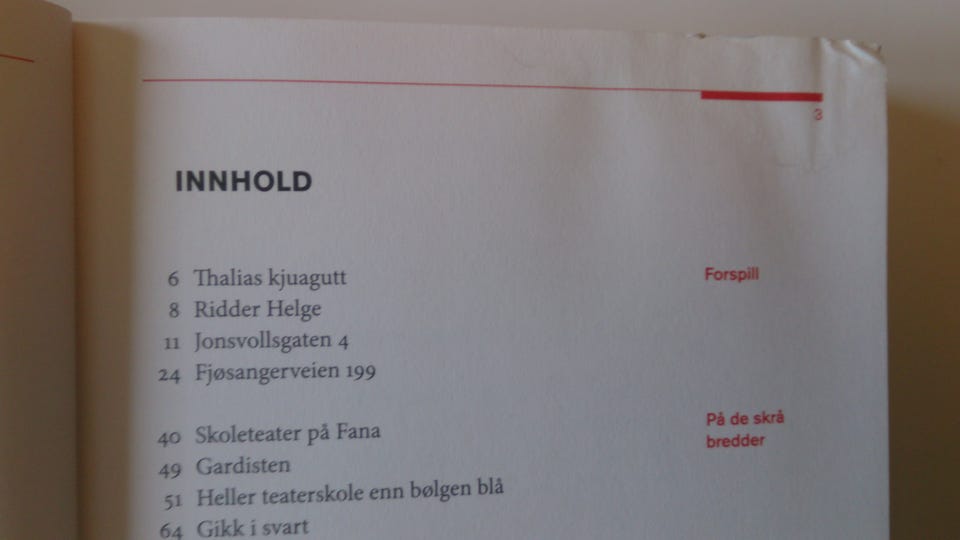 3
INNHOLD
6 Thalias kjuagutt
Forspill
8 Ridder Helge
11 Jonsvollsgaten 4
24 Fjøsangerveien 199
40 Skoleteater på Fana
På de skrå
bredder
49 Gardisten
51 Heller teaterskole enn bølgen blå
64 Gikk i svart